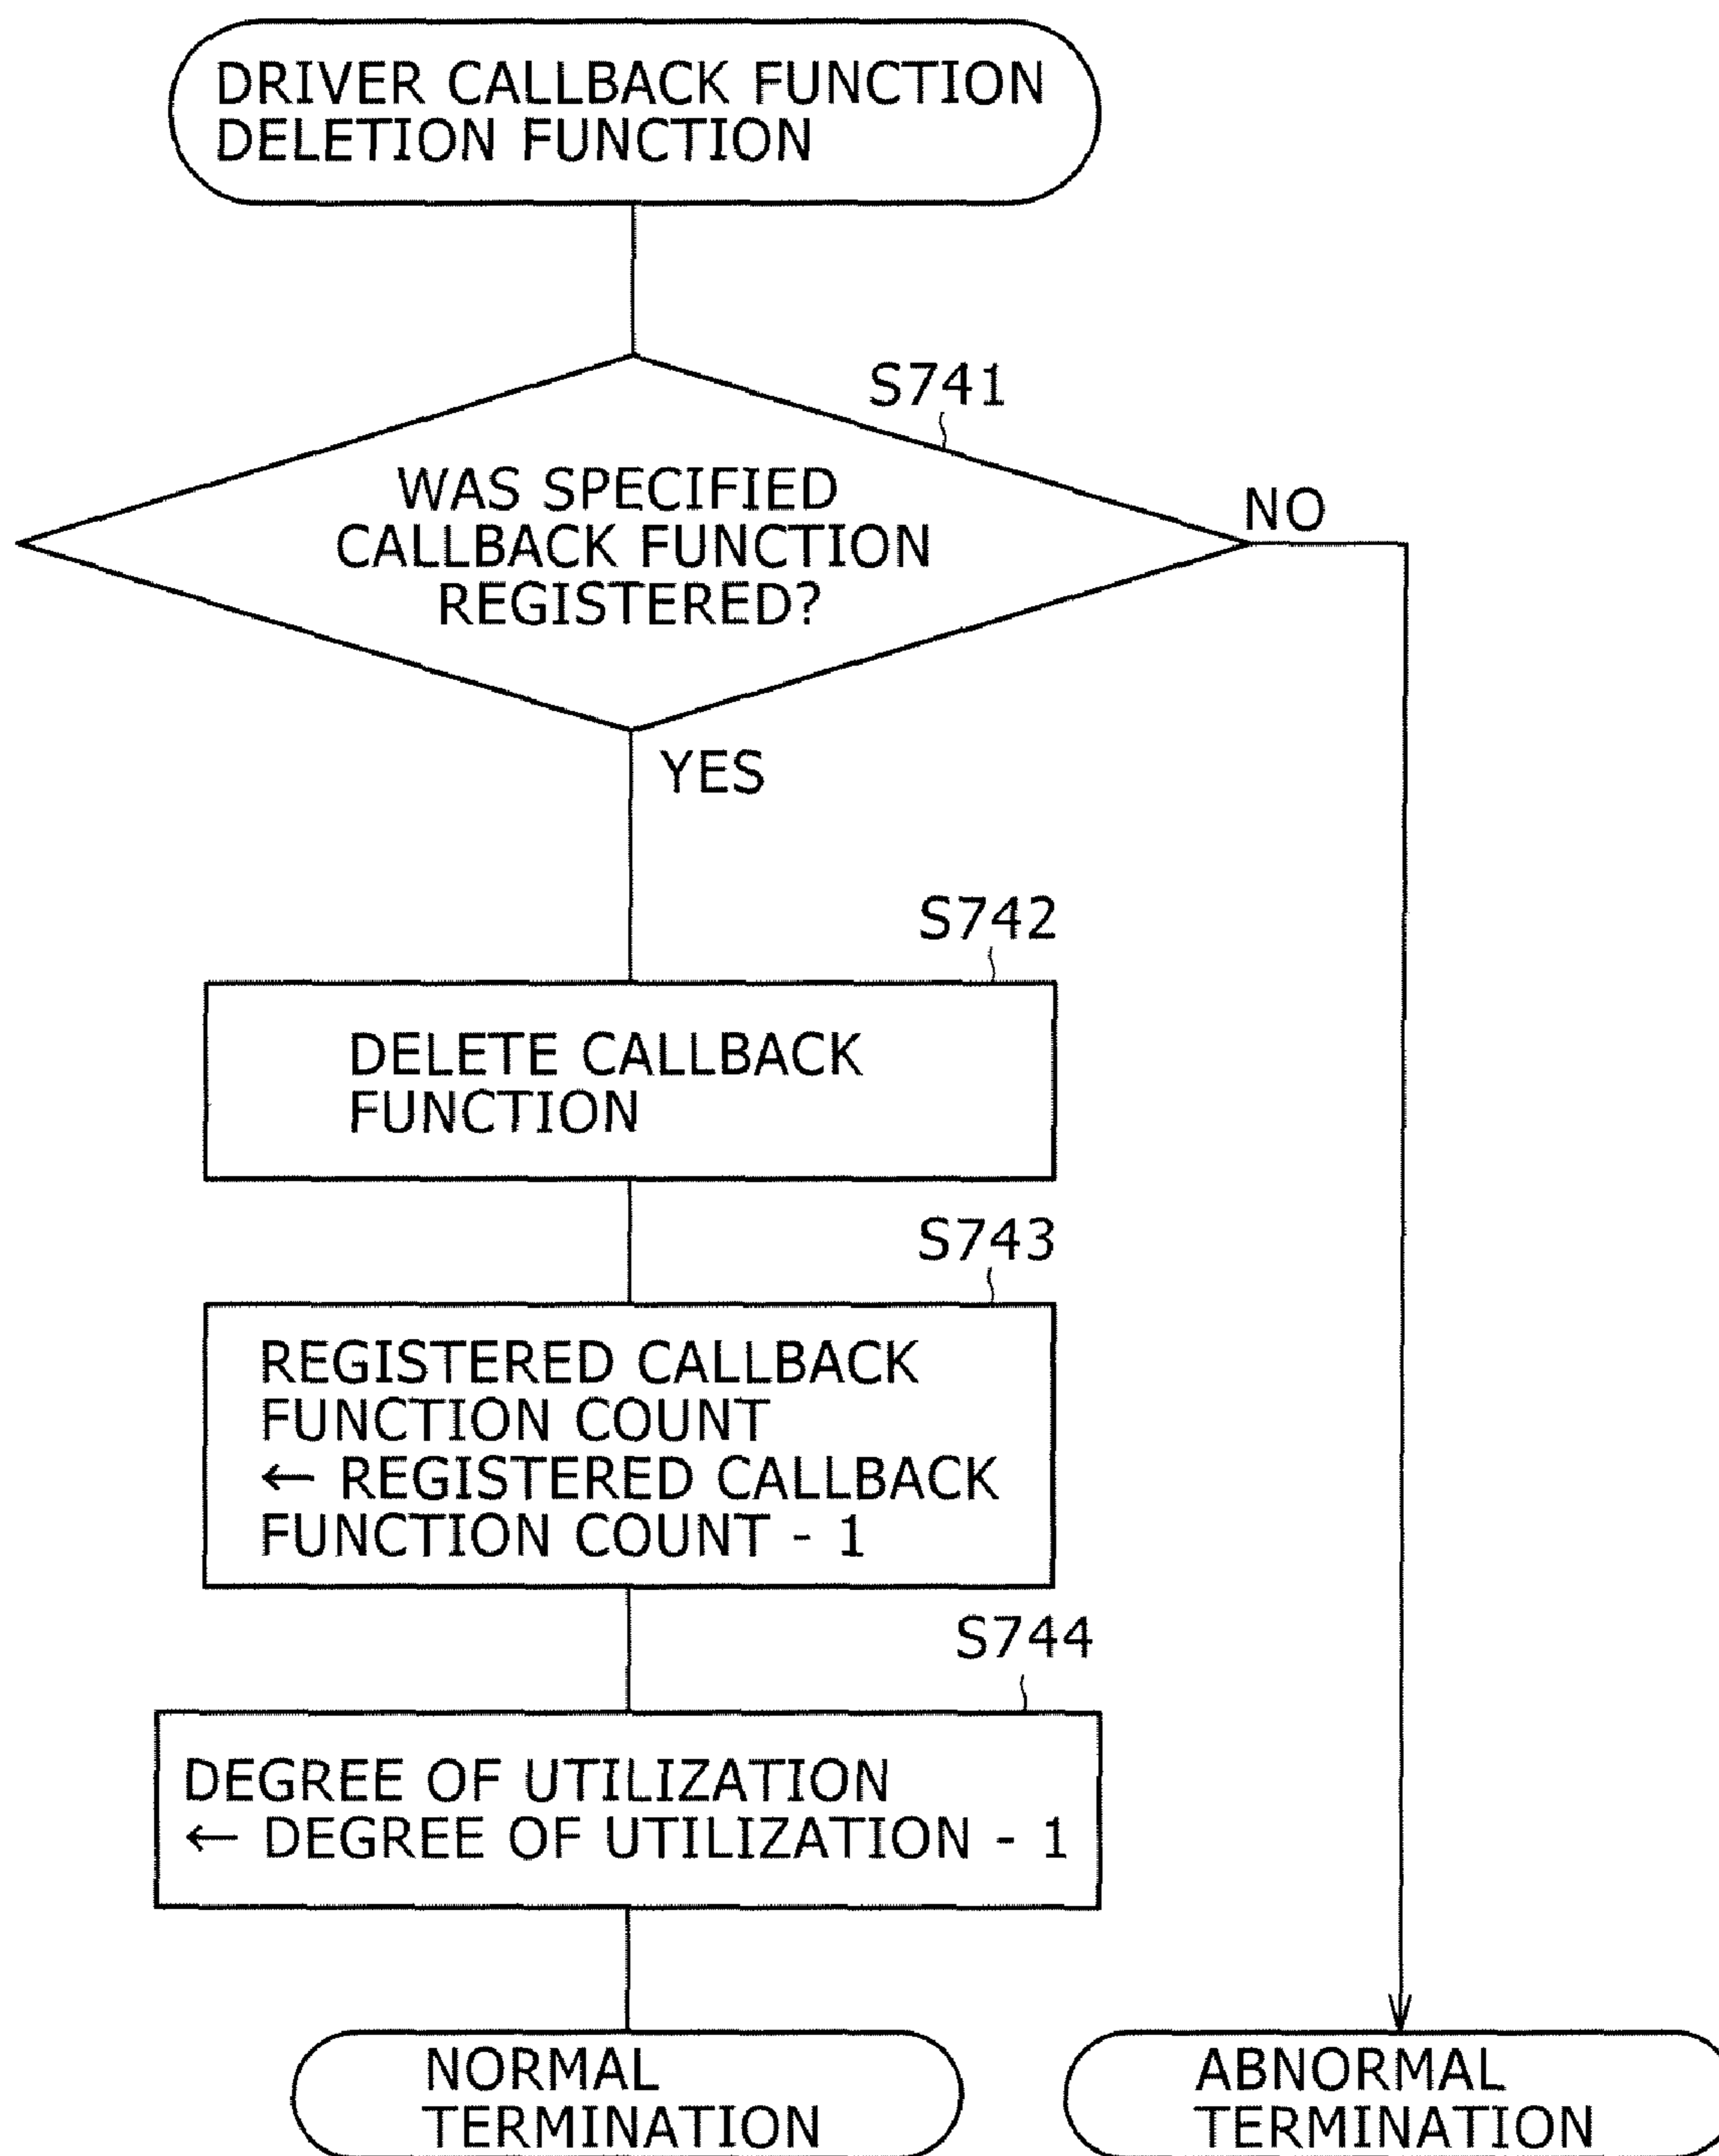 DRIVER CALLBACK FUNCTION
DELETION FUNCTION
S741
WAS SPECIFIED
CALLBACK FUNCTION
REGISTERED?
NO
YES
S742
DELETE CALLBACK
FUNCTION
S743
REGISTERED CALLBACK
FUNCTION COUNT
← REGISTERED CALLBACK
FUNCTION COUNT - 1
S744
DEGREE OF UTILIZATION
← DEGREE OF UTILIZATION - 1
NORMAL
TERMINATION
ABNORMAL
TERMINATION